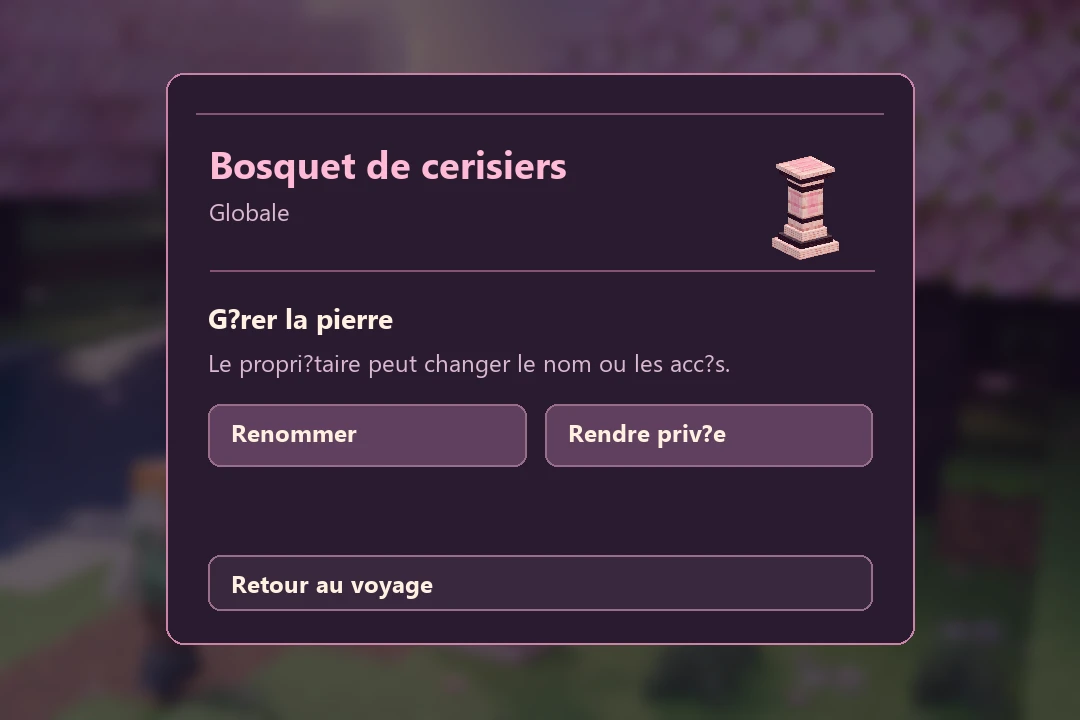 Bosquet de cerisiers
Globale
G?rer la pierre
Le propri?taire peut changer le nom ou les acc?s.
Renommer
Rendre priv?e
Retour au voyage